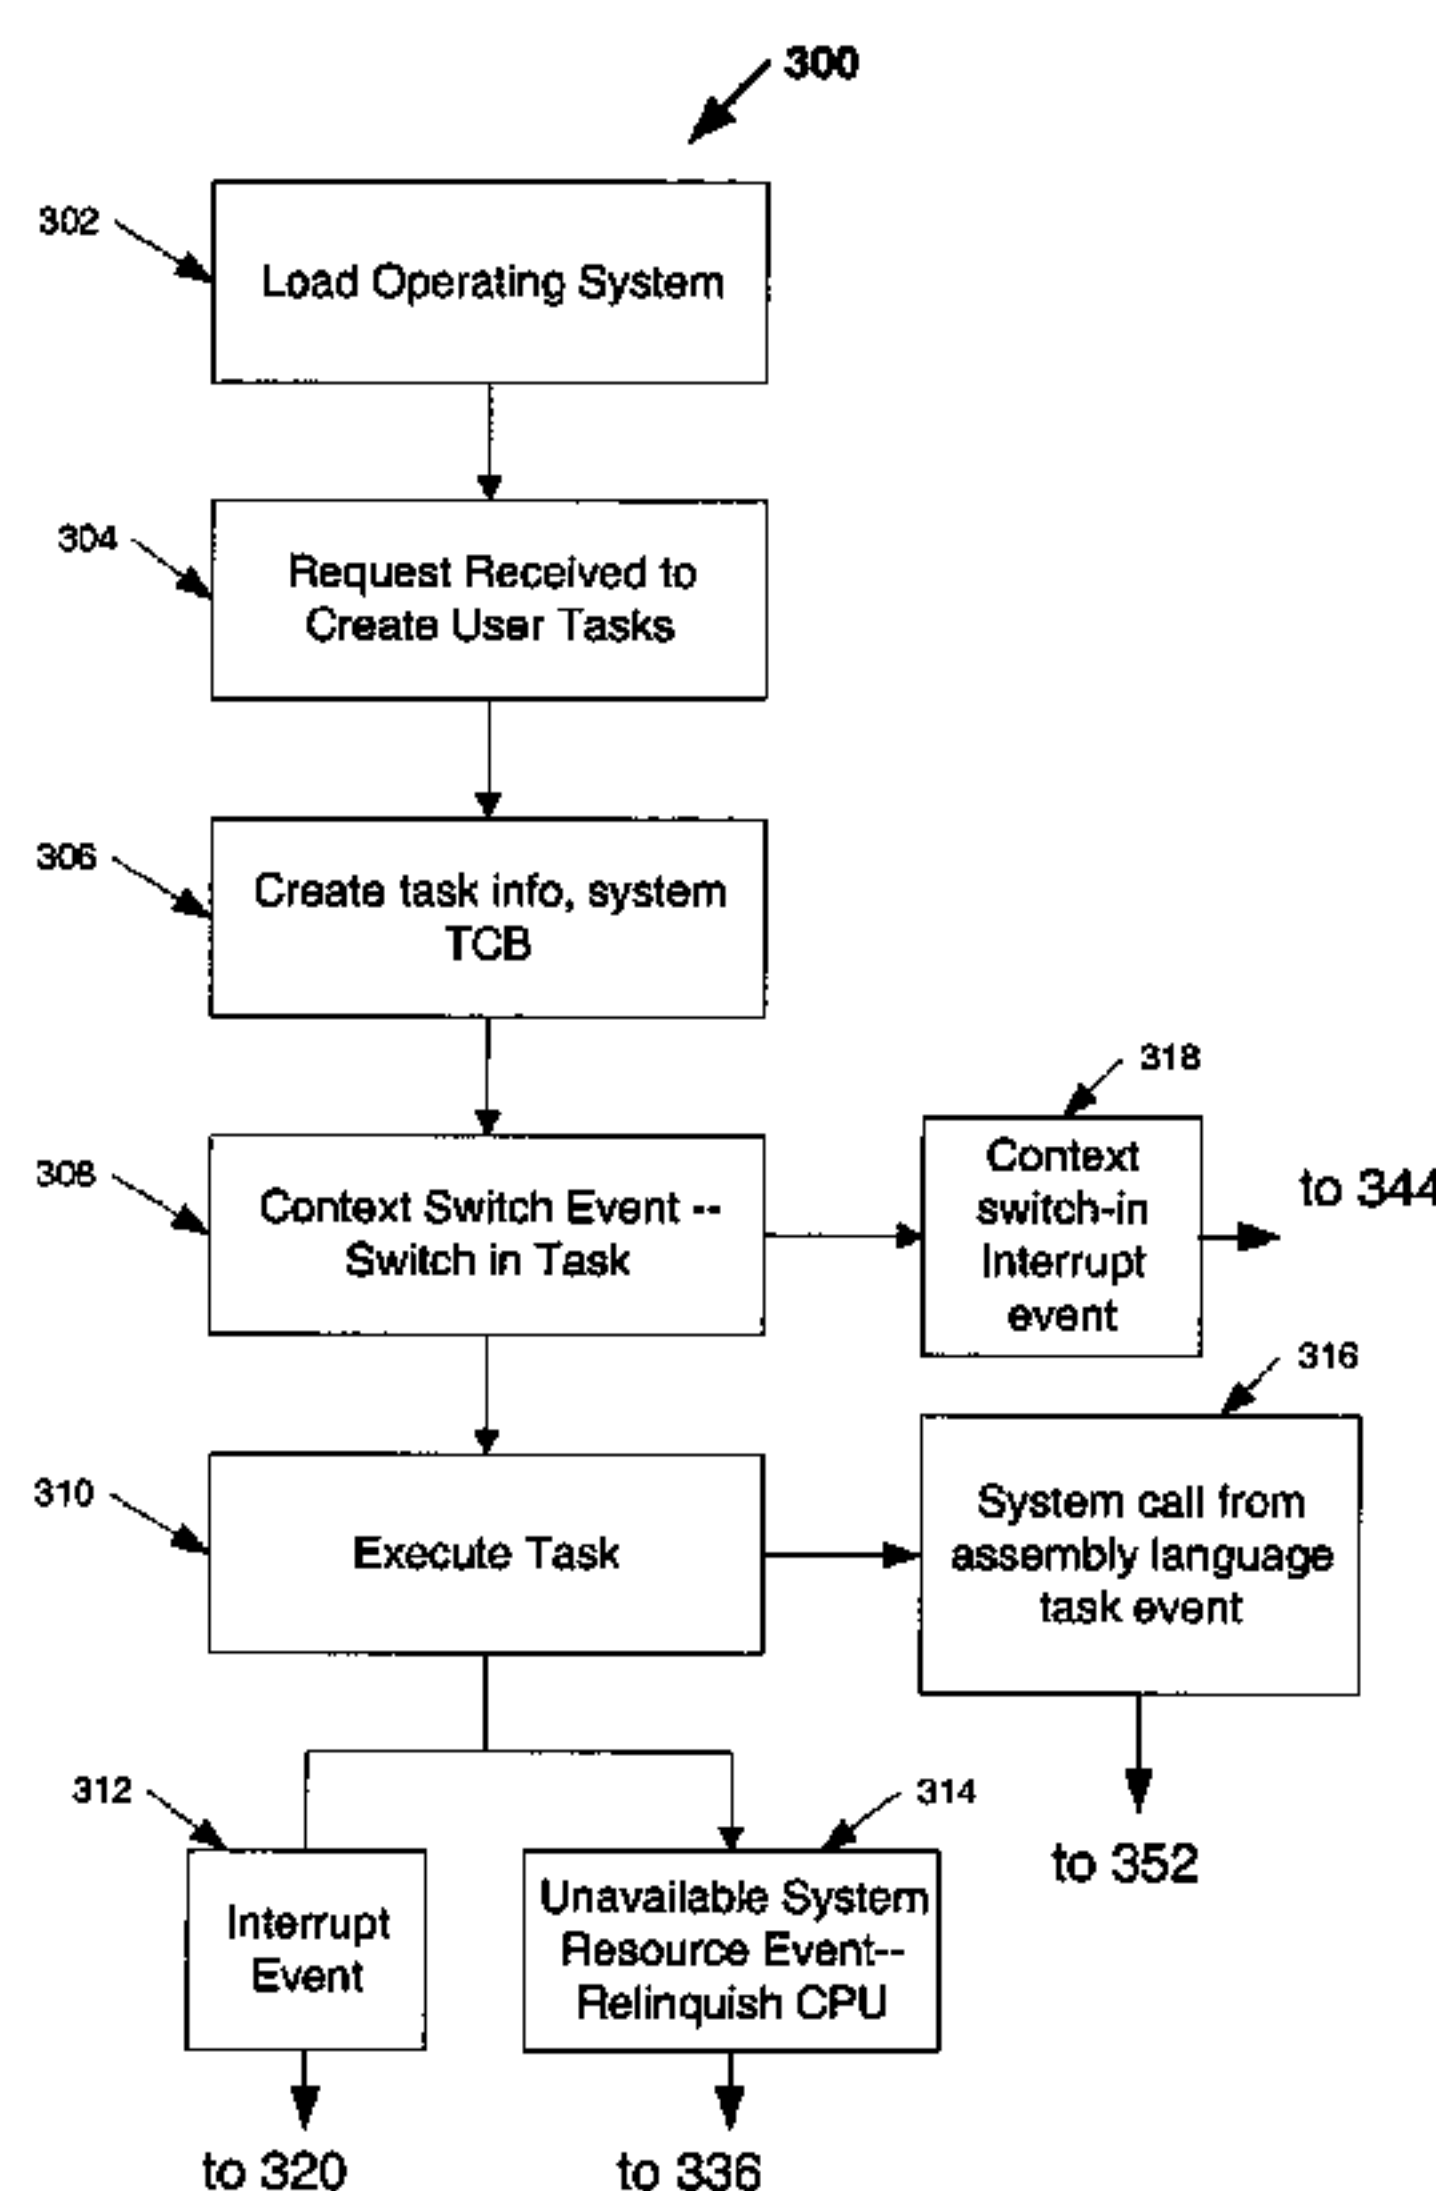 300
302
Load Operating System
304
Request Received to
Create User Tasks
306
Create task info, system
TCB
318
308
Context Switch Event --
Switch in Task
Context
switch-in
Interrupt
event
to 344
316
310
Execute Task
System call from
assembly language
task event
312
314
to 352
Interrupt
Event
Unavailable System
Resource Event--
Relinquish CPU
to 320
to 336